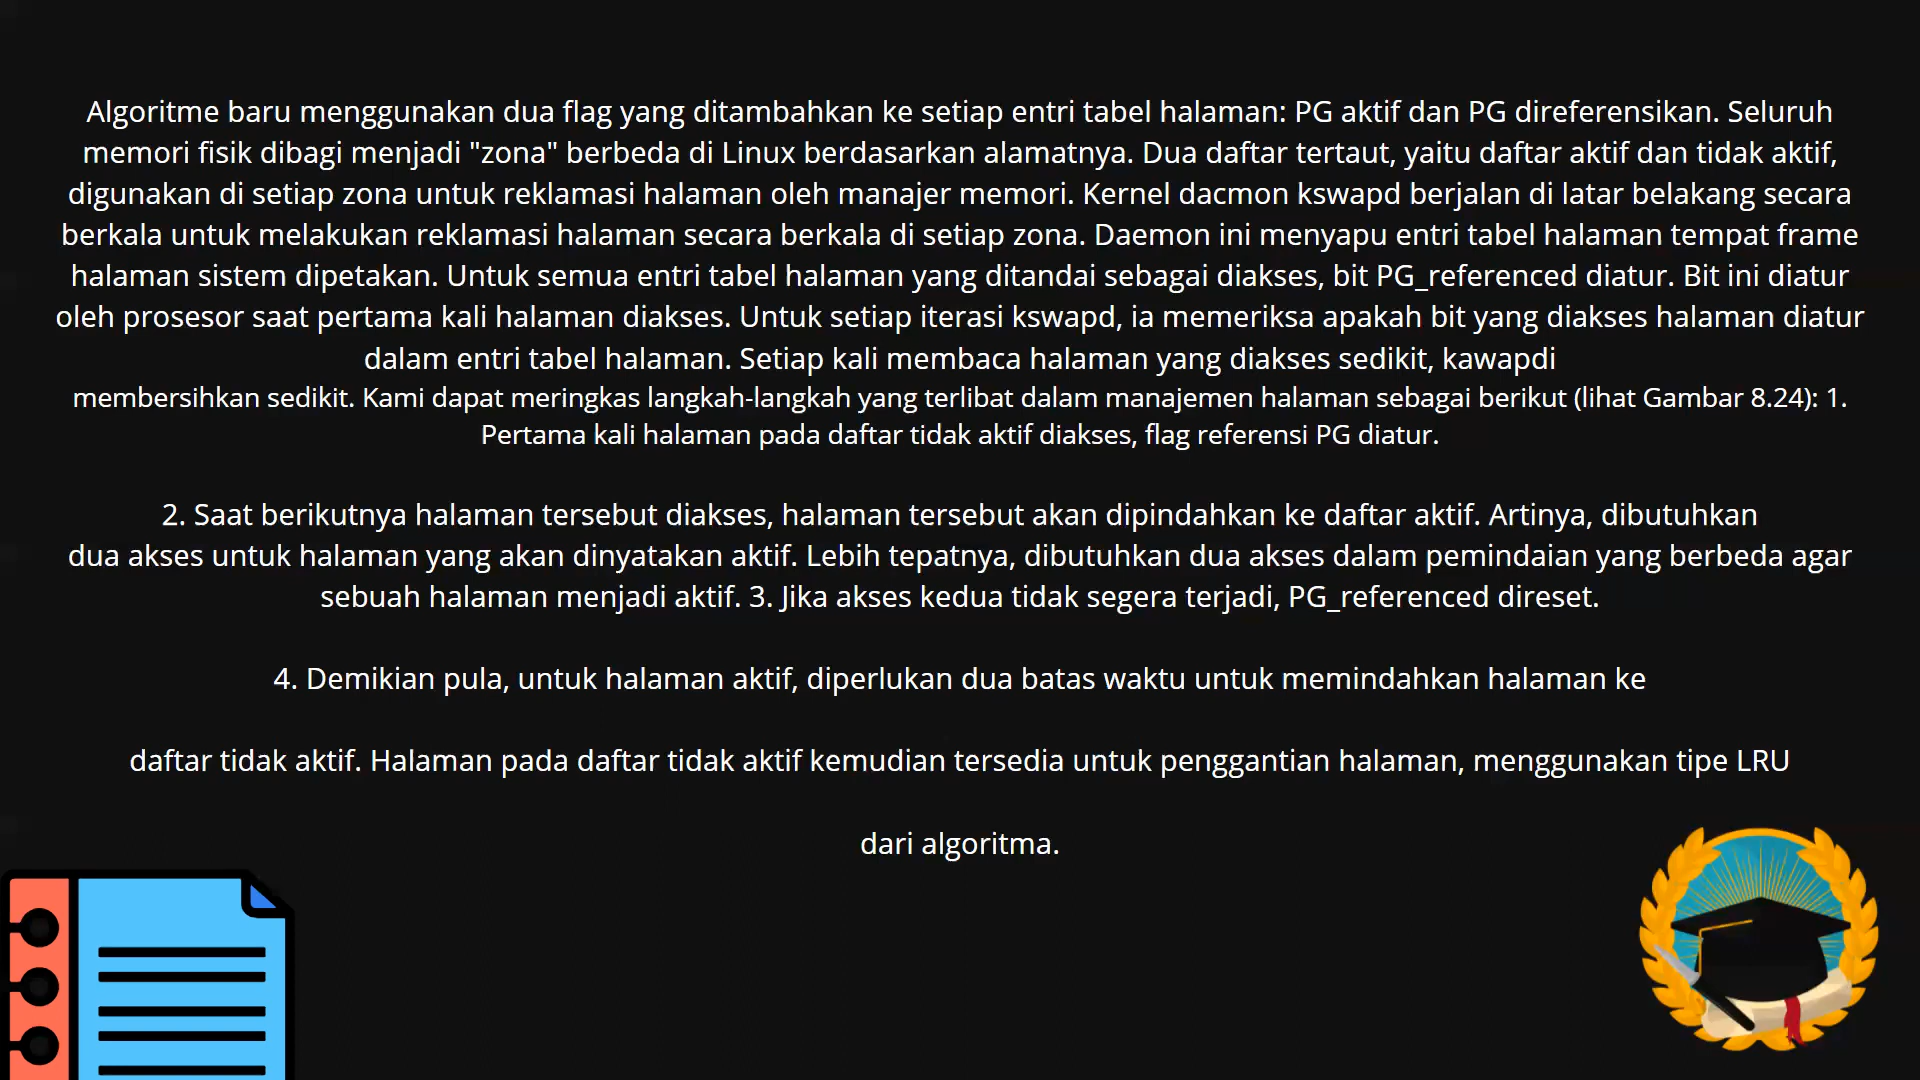 Algoritme baru menggunakan dua flag yang ditambahkan ke setiap entri tabel halaman: PG aktif dan PG direferensikan. Seluruh
memori fisik dibagi menjadi "zona" berbeda di Linux berdasarkan alamatnya. Dua daftar tertaut, yaitu daftar aktif dan tidak aktif,
digunakan di setiap zona untuk reklamasi halaman oleh manajer memori. Kernel dacmon kswapd berjalan di latar belakang secara
berkala untuk melakukan reklamasi halaman secara berkala di setiap zona. Daemon ini menyapu entri tabel halaman tempat frame
halaman sistem dipetakan. Untuk semua entri tabel halaman yang ditandai sebagai diakses, bit PG_referenced diatur. Bit ini diatur
oleh prosesor saat pertama kali halaman diakses. Untuk setiap iterasi kswapd, ia memeriksa apakah bit yang diakses halaman diatur
dalam entri tabel halaman. Setiap kali membaca halaman yang diakses sedikit, kawapdi
membersihkan sedikit. Kami dapat meringkas langkah-langkah yang terlibat dalam manajemen halaman sebagai berikut (lihat Gambar 8.24): 1.
Pertama kali halaman pada daftar tidak aktif diakses, flag referensi PG diatur.
2. Saat berikutnya halaman tersebut diakses, halaman tersebut akan dipindahkan ke daftar aktif. Artinya, dibutuhkan
dua akses untuk halaman yang akan dinyatakan aktif. Lebih tepatnya, dibutuhkan dua akses dalam pemindaian yang berbeda agar
sebuah halaman menjadi aktif. 3. Jika akses kedua tidak segera terjadi, PG_referenced direset.
4. Demikian pula, untuk halaman aktif, diperlukan dua batas waktu untuk memindahkan halaman ke
daftar tidak aktif. Halaman pada daftar tidak aktif kemudian tersedia untuk penggantian halaman, menggunakan tipe LRU
dari algoritma.